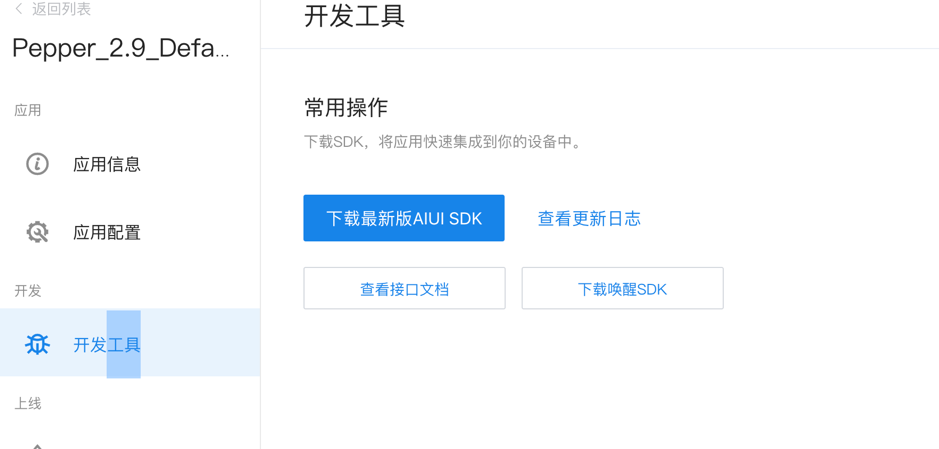 返回列表
Pepper_2.9_Defa...
应用
应用信息
应用配置
开发
开发工具
上线
开发工具
常用操作
下载SDK，将应用快速集成到你的设备中。
下载最新版AIUI SDK
查看更新日志
查看接口文档
下载唤醒SDK